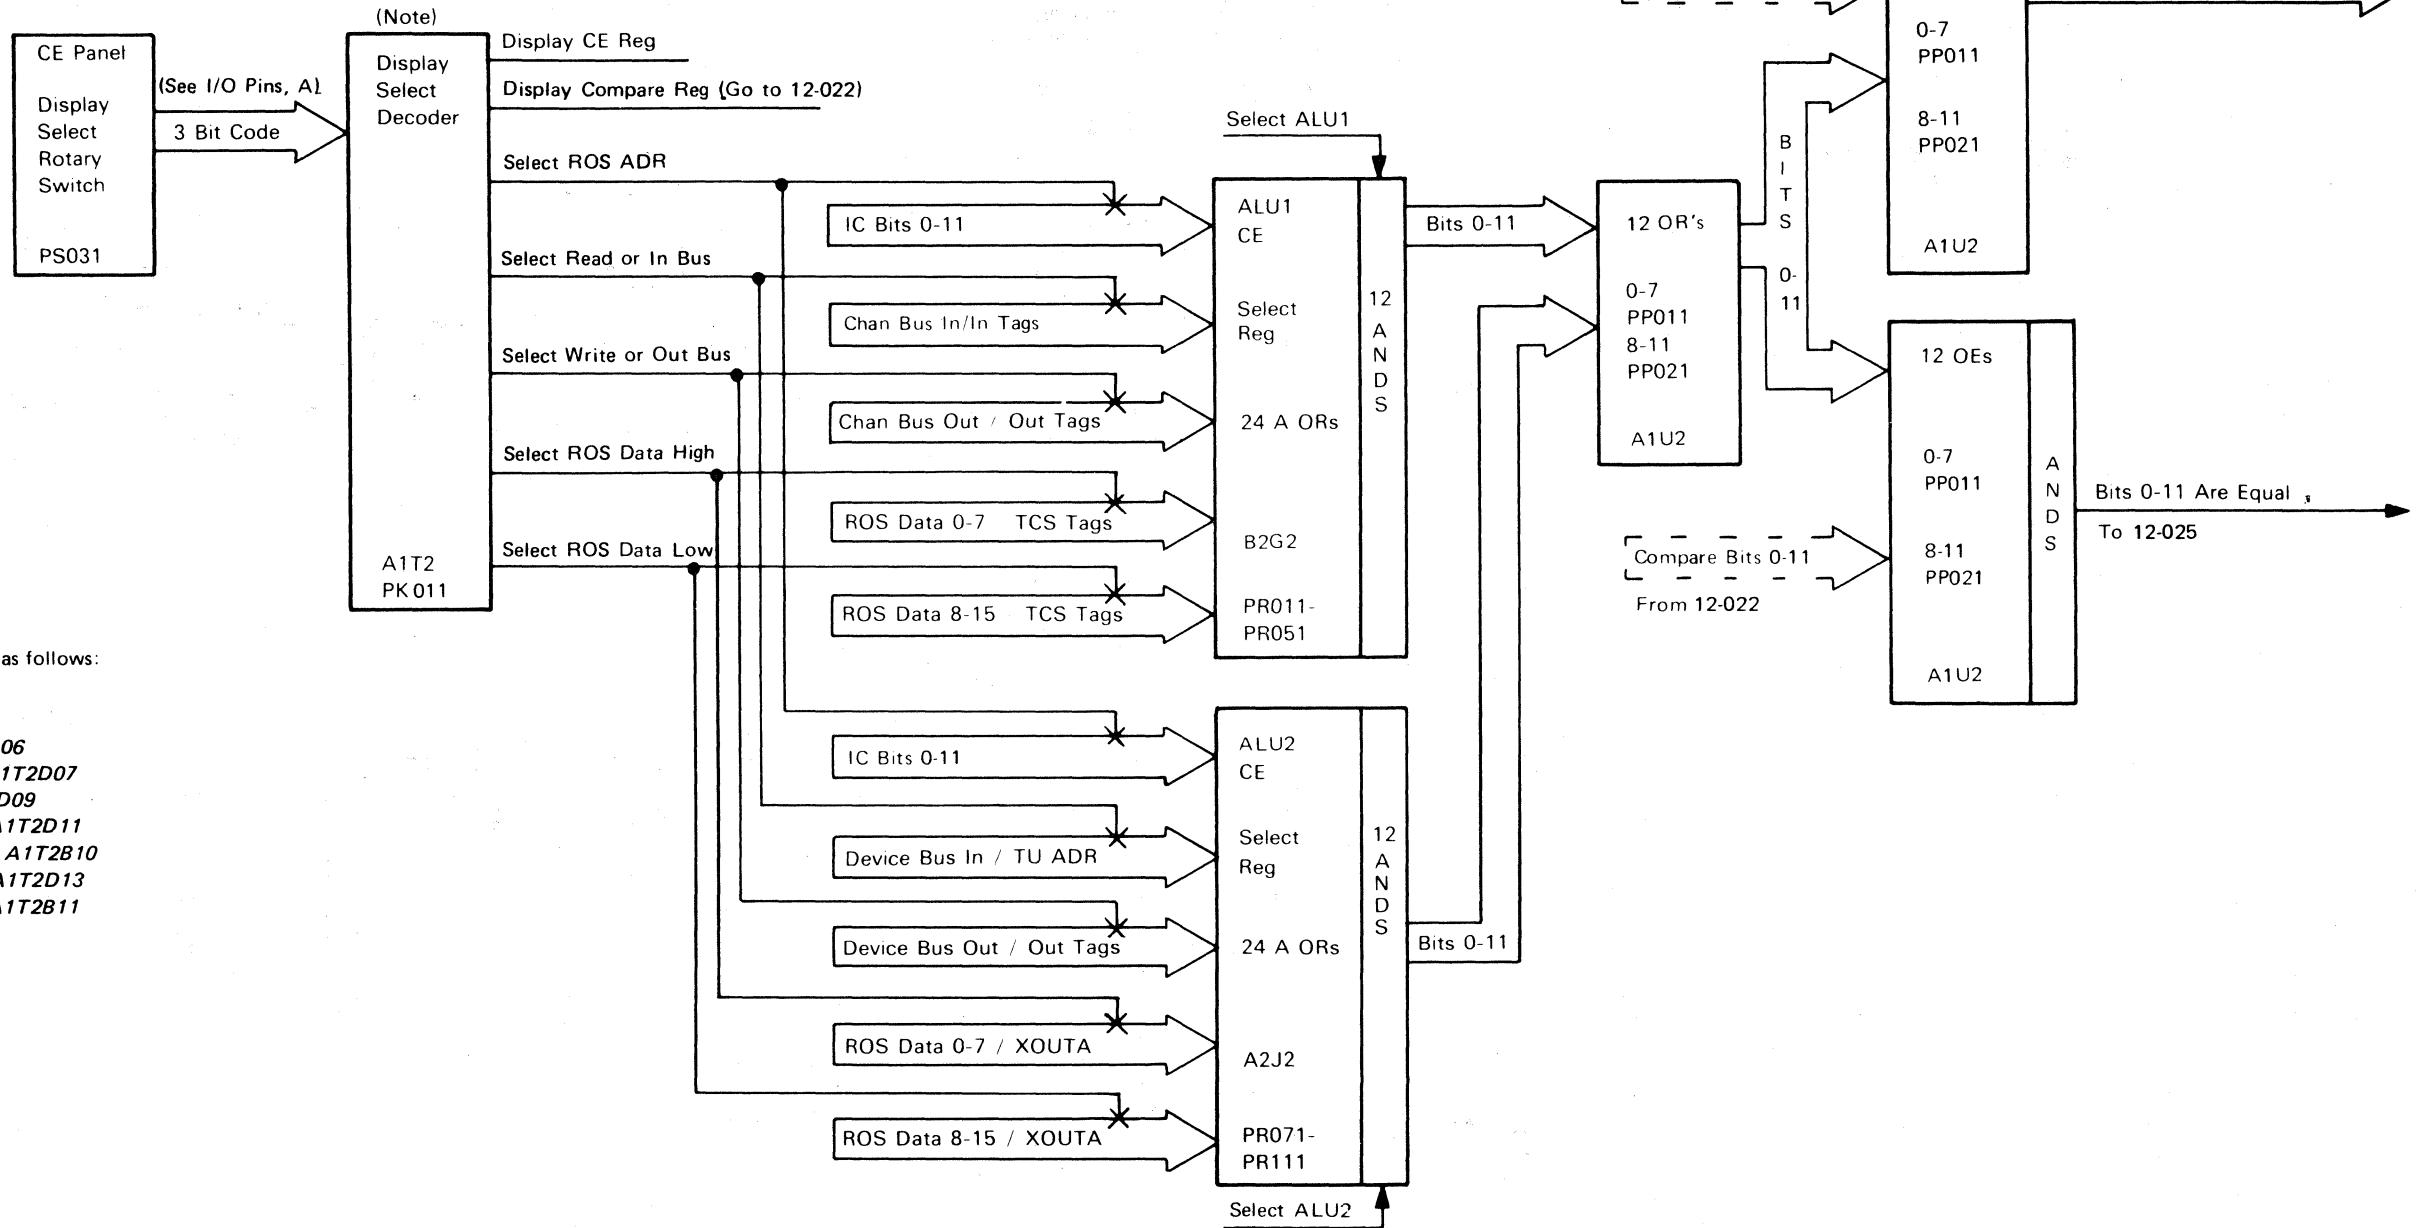 (Note)
CE Panel
Display
Select
Rotary
Switch
PS031
(See I/O Pins, A)
3 Bit Code
Display
Select
Decoder
A1T2
PK011
Display CE Reg
Display Compare Reg (Go to 12-022)
Select ROS ADR
Select Read or In Bus
Select Write or Out Bus
Select ROS Data High
Select ROS Data Low
Select ALU1
IC Bits 0-11
Chan Bus In/In Tags
Chan Bus Out / Out Tags
ROS Data 0-7 TCS Tags
ROS Data 8-15 TCS Tags
ALU1
CE
Select
Reg
24 A ORs
B2G2
PR011-
PR051
12
ANDS
Bits 0-11
12 OR's
0-7
PP011
8-11
PP021
A1U2
BITS 0-
11
0-7
PP011
8-11
PP021
A1U2
12 OEs
0-7
PP011
8-11
PP021
A1U2
ANDS
Compare Bits 0-11
From 12-022
Bits 0-11 Are Equal
To 12-025
as follows:
06
1T2D07
D09
A1T2D11
A1T2B10
A1T2D13
A1T2B11
IC Bits 0-11
Device Bus In / TU ADR
Device Bus Out / Out Tags
ROS Data 0-7 / XOUTA
ROS Data 8-15 / XOUTA
ALU2
CE
Select
Reg
24 A ORs
A2J2
PR071-
PR111
12
ANDS
Bits 0-11
Select ALU2